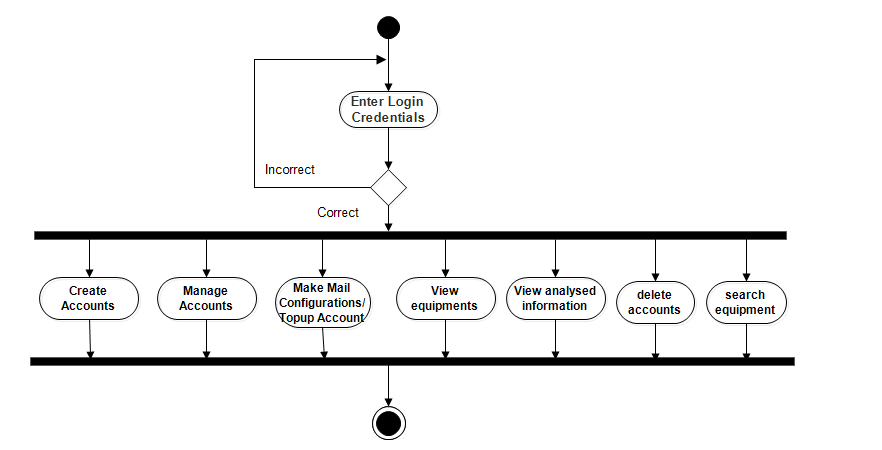 Enter Login
Credentials
Incorrect
Correct
Create
Accounts
Manage
Accounts
Make Mail
Configurations/
Topup Account
View
equipments
View analysed
information
delete
accounts
search
equipment